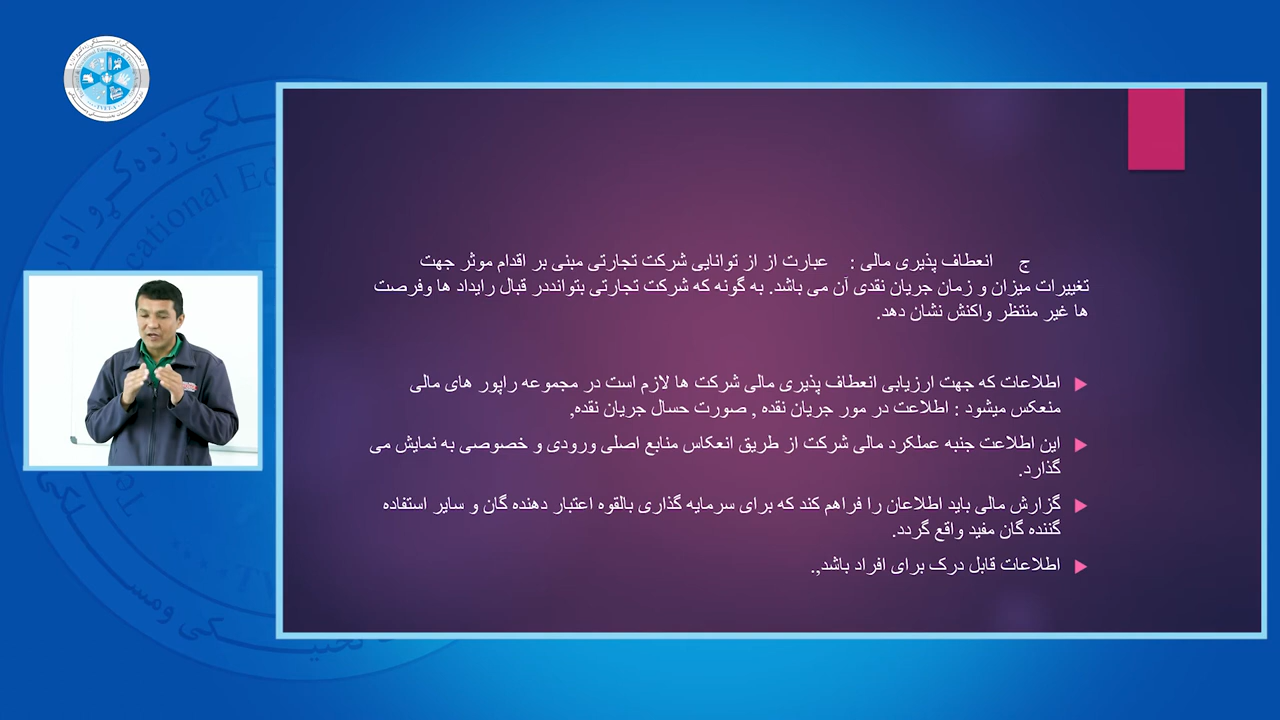 ج انعطاف پذیری مالی : عبارت از از توانایی شرکت تجارتی مبنی بر اقدام موثر جهت
تغییرات میزان و زمان جریان نقدی آن می باشد. به گونه که شرکت تجارتی بتوانددر قبال رایداد ها وفرصت
ها غیر منتظر واکنش نشان دهد.
اطلاعات که جهت ارزیابی انعطاف پذیری مالی شرکت ها لازم است در مجموعه راپور های مالی
منعکس میشود : اطلاعت در مور جریان نقده , صورت حسال جریان نقده,
این اطلاعت جنبه عملکرد مالی شرکت از طریق انعکاس منابع اصلی ورودی و خصوصی به نمایش می
گذارد.
گزارش مالی باید اطلاعان را فراهم کند که برای سرمایه گذاری بالقوه اعتبار دهنده گان و سایر استفاده
گننده گان مفید واقع گردد.
اطلاعات قابل درک برای افراد باشد,.